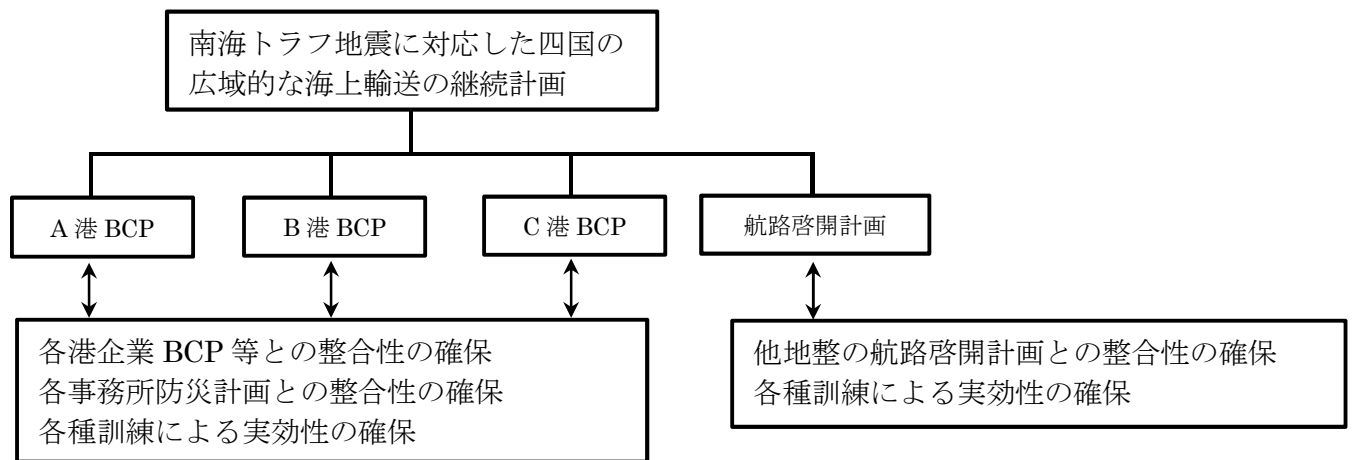 南海トラフ地震に対応した四国の
広域的な海上輸送の継続計画
A 港 BCP
B 港 BCP
C 港 BCP
航路啓開計画
各港企業 BCP 等との整合性の確保
各事務所防災計画との整合性の確保
各種訓練による実効性の確保
他地整の航路啓開計画との整合性の確保
各種訓練による実効性の確保